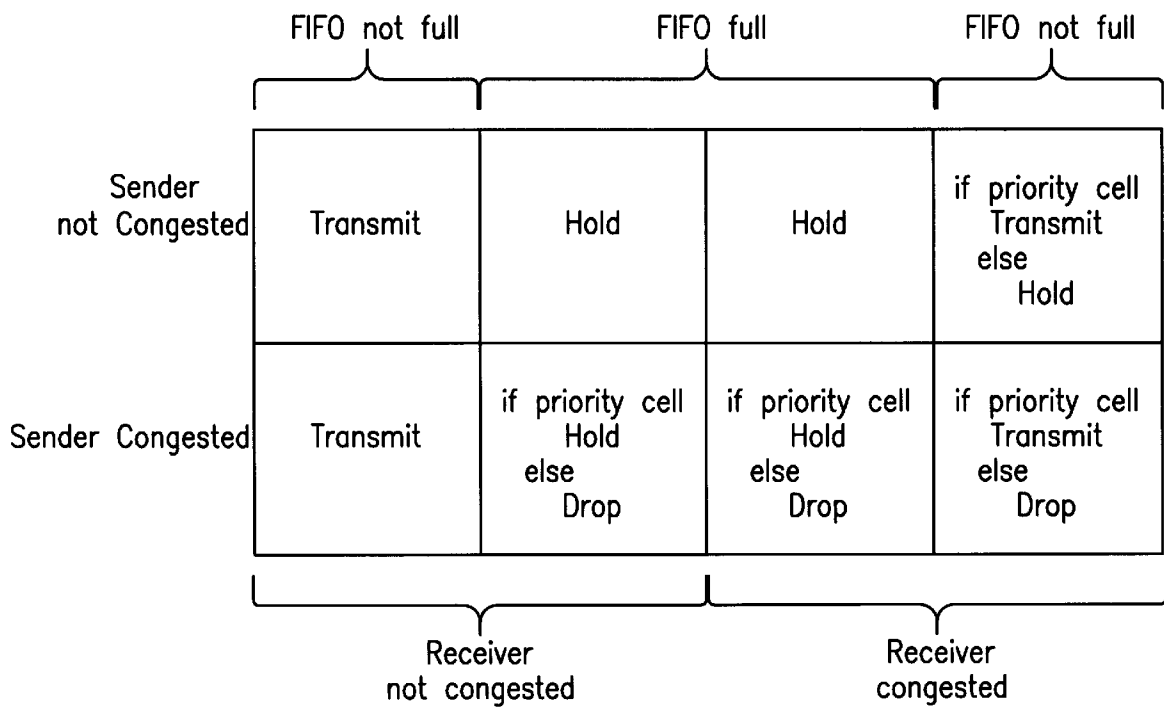 FIFO not full
FIFO full
FIFO not full
Sender
not Congested
Transmit
Hold
Hold
if priority cell
Transmit
else
Hold
Sender Congested
Transmit
if priority cell
Hold
else
Drop
if priority cell
Hold
else
Drop
if priority cell
Transmit
else
Drop
Receiver
not congested
Receiver
congested